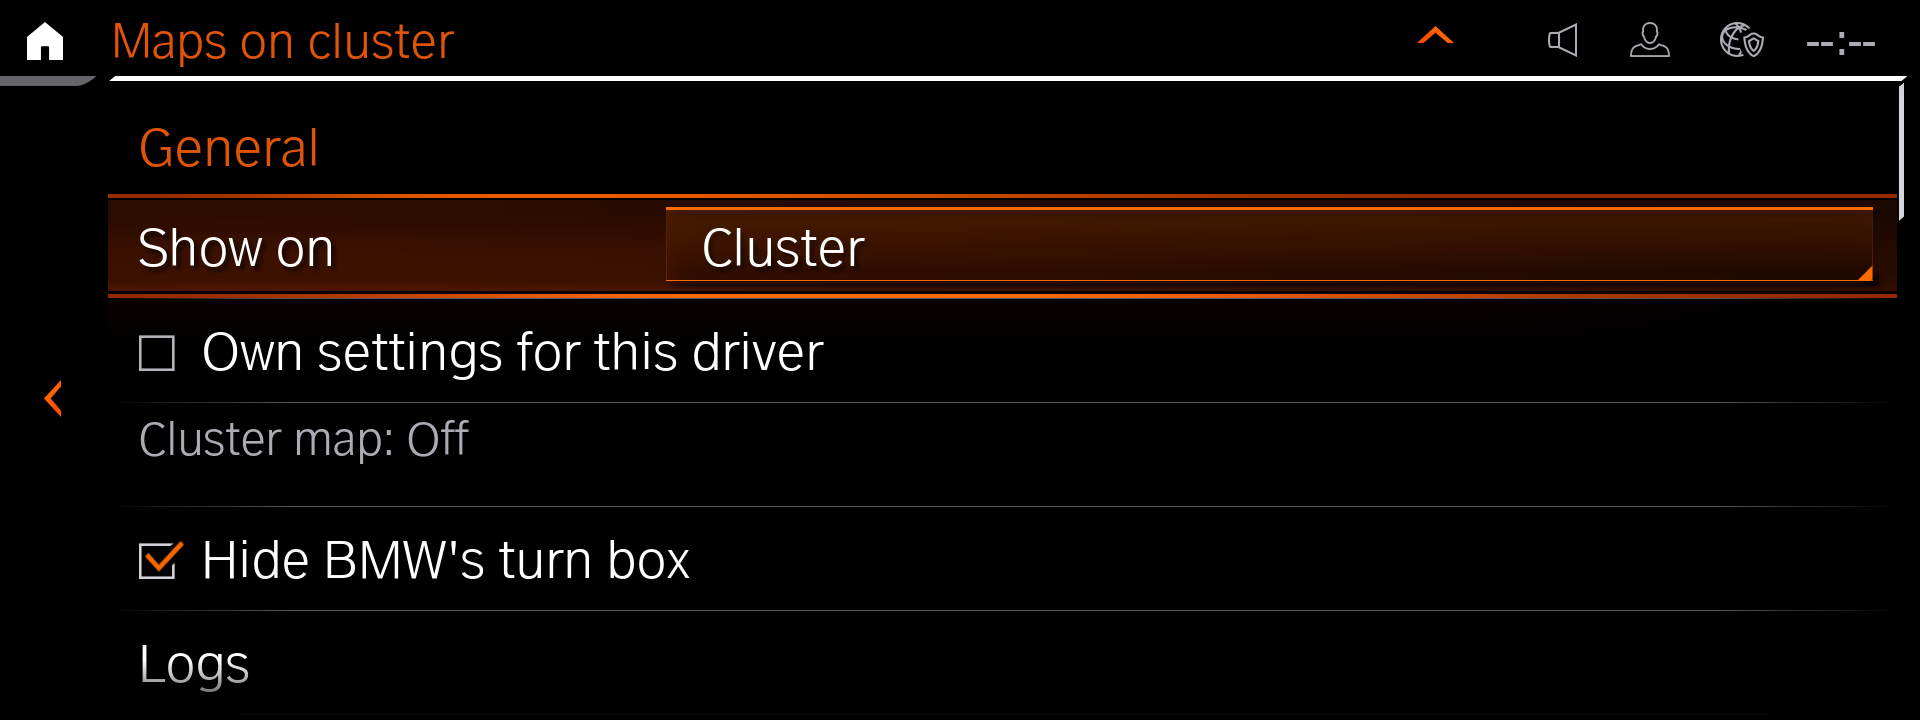 Maps on cluster
--:--
General
Show on Cluster
Own settings for this driver
Cluster map: Off
Hide BMW's turn box
Logs